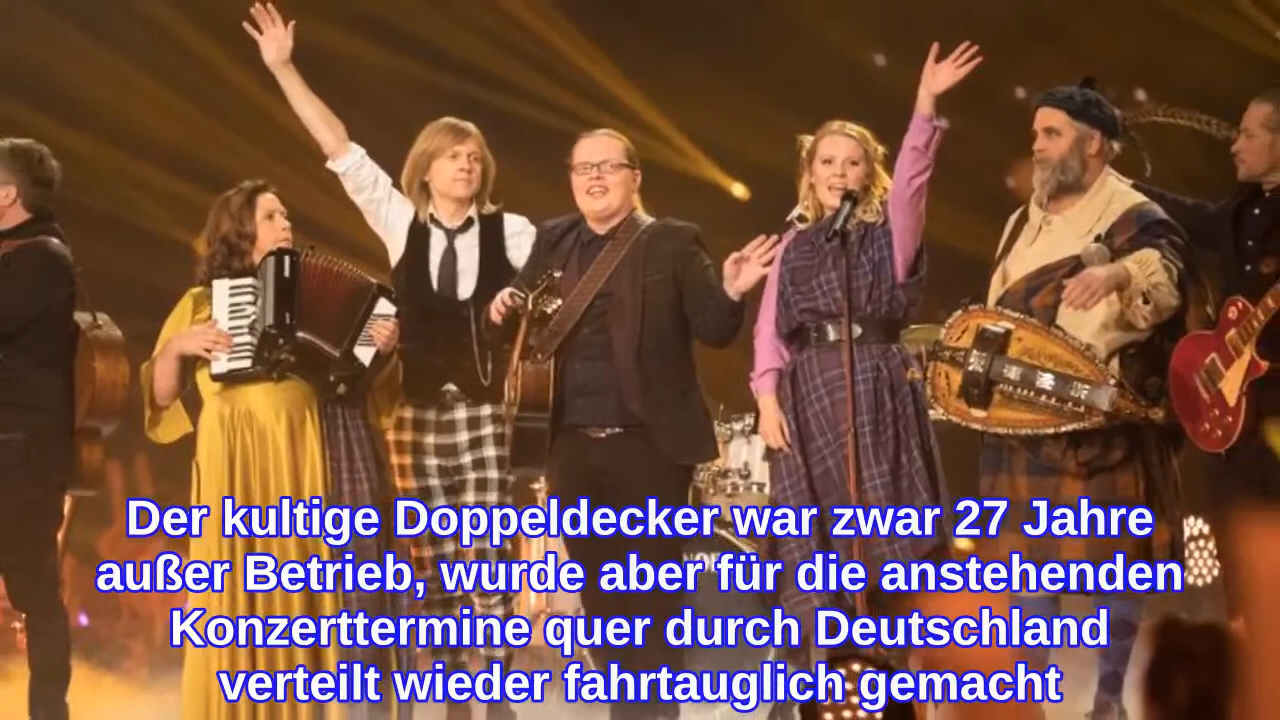 Der kultige Doppeldecker war zwar 27 Jahre
außer Betrieb, wurde aber für die anstehenden
Konzerttermine quer durch Deutschland
verteilt wieder fahrtauglich gemacht